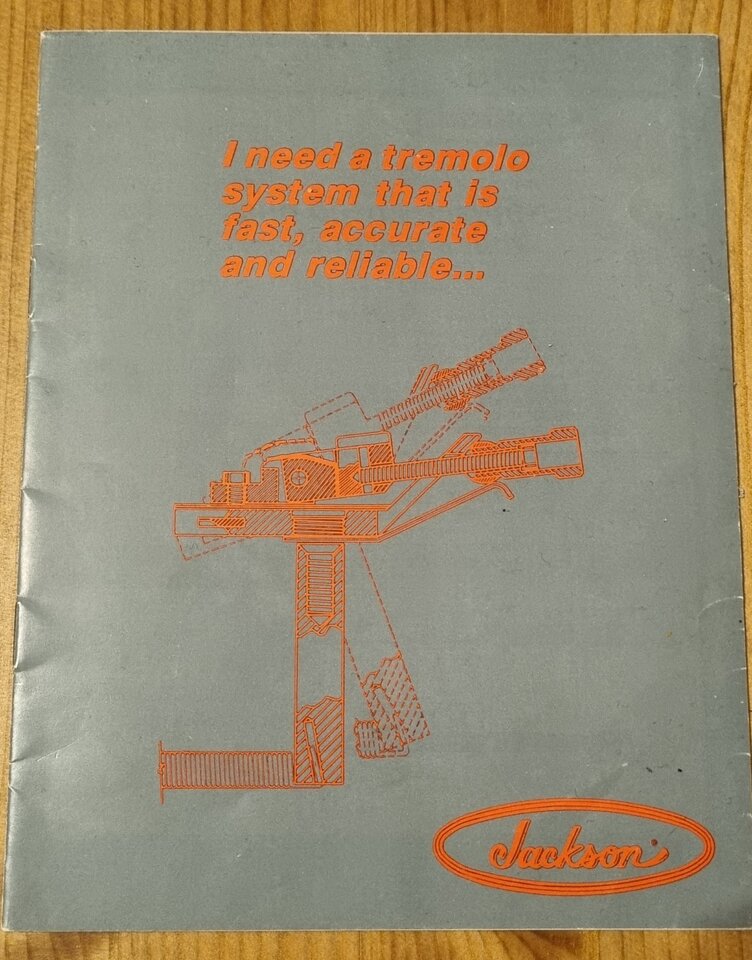 I need a tremolo
system that is
fast, accurate
and reliable...
Jackson